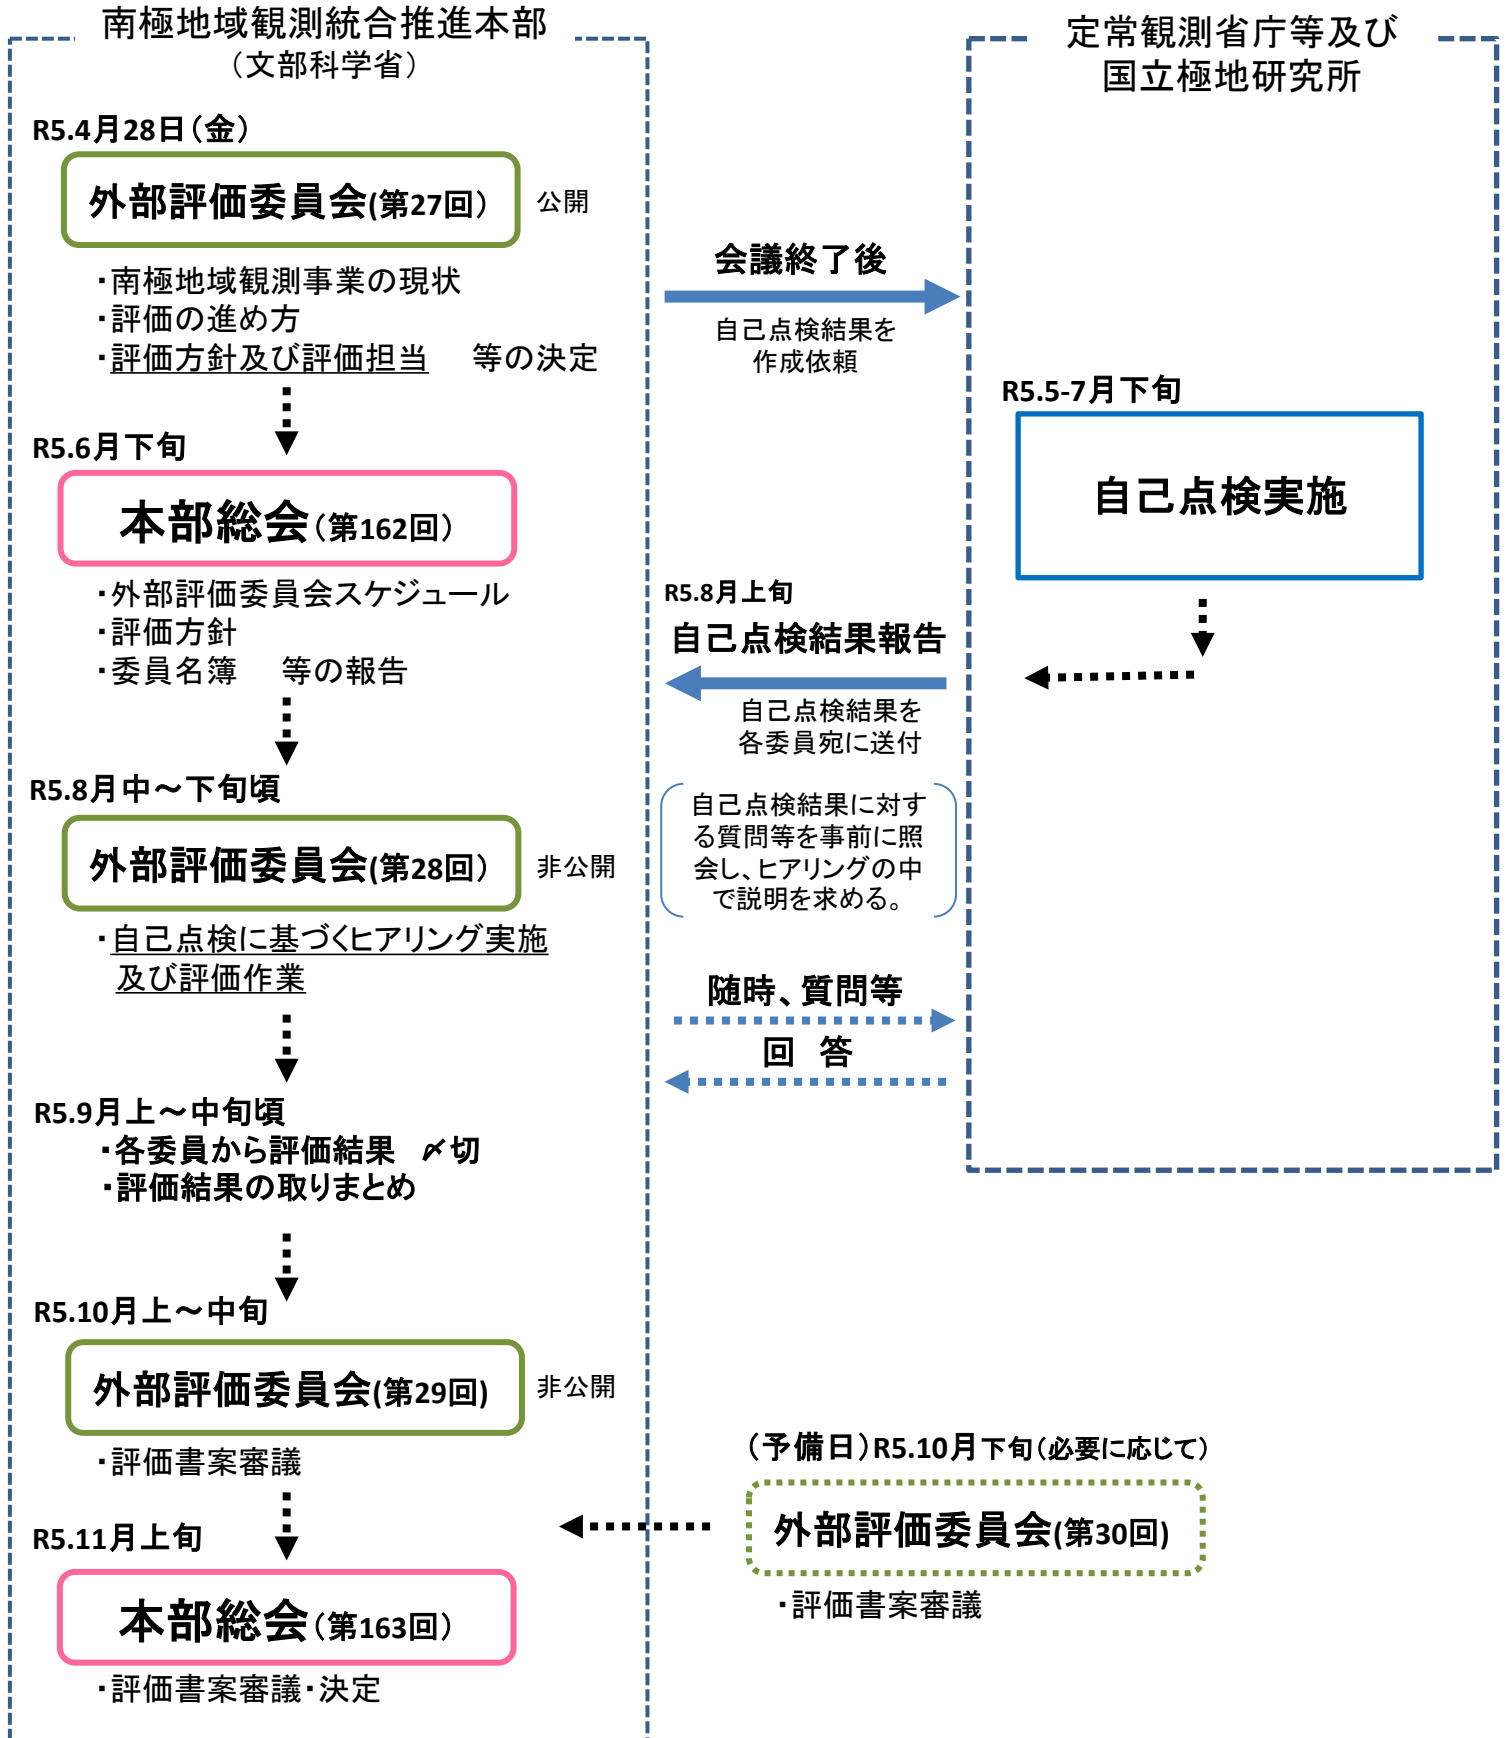 南極地域観測統合推進本部
（文部科学省）
R5.4月28日（金）
外部評価委員会(第27回）
公開
・南極地域観測事業の現状
・評価の進め方
・評価方針及び評価担当　等の決定
R5.6月下旬
本部総会（第162回）
・外部評価委員会スケジュール
・評価方針
・委員名簿　等の報告
R5.8月中～下旬頃
外部評価委員会(第28回）
非公開
・自己点検に基づくヒアリング実施
及び評価作業
R5.9月上～中旬頃
・各委員から評価結果　〆切
・評価結果の取りまとめ
R5.10月上～中旬
外部評価委員会(第29回)
非公開
・評価書案審議
R5.11月上旬
本部総会（第163回）
・評価書案審議・決定
会議終了後
自己点検結果を
作成依頼
R5.8月上旬
自己点検結果報告
自己点検結果を
各委員宛に送付
自己点検結果に対す
る質問等を事前に照
会し、ヒアリングの中
で説明を求める。
随時、質問等
回　答
定常観測省庁等及び
国立極地研究所
R5.5-7月下旬
自己点検実施
（予備日）R5.10月下旬（必要に応じて）
外部評価委員会(第30回)
・評価書案審議